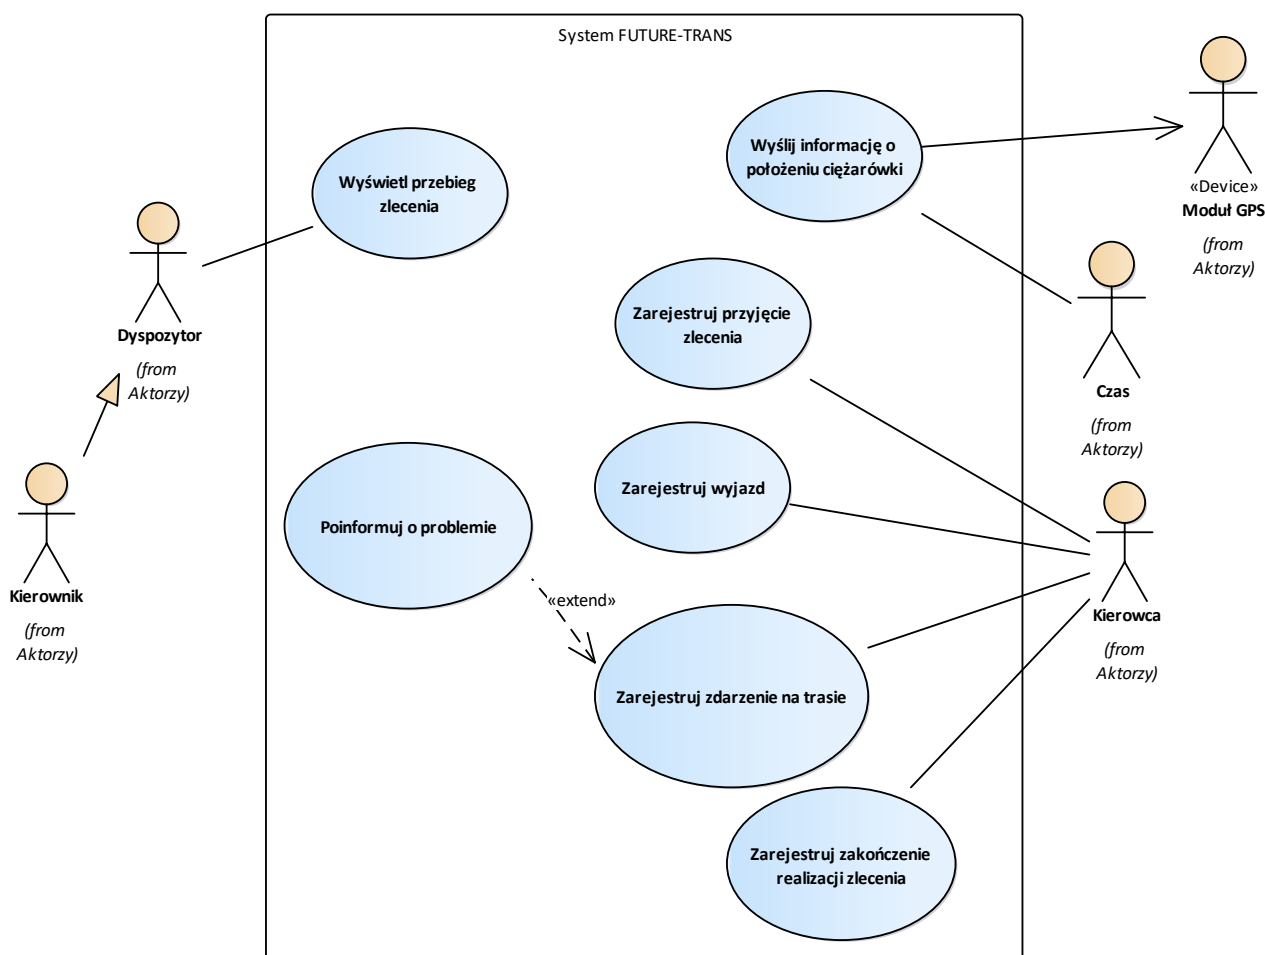 System FUTURE-TRANS
Wyświetl przebieg
zlecenia
Wyślij informację o
położeniu ciężarówki
«Device»
Moduł GPS
(from
Aktorzy)
Dyspozytor
(from
Aktorzy)
Zarejestruj przyjęcie
zlecenia
Czas
(from
Aktorzy)
Zarejestruj wyjazd
Poinformuj o problemie
Kierownik
(from
Aktorzy)
«extend»
Kierowca
(from
Aktorzy)
Zarejestruj zdarzenie na trasie
Zarejestruj zakończenie
realizacji zlecenia